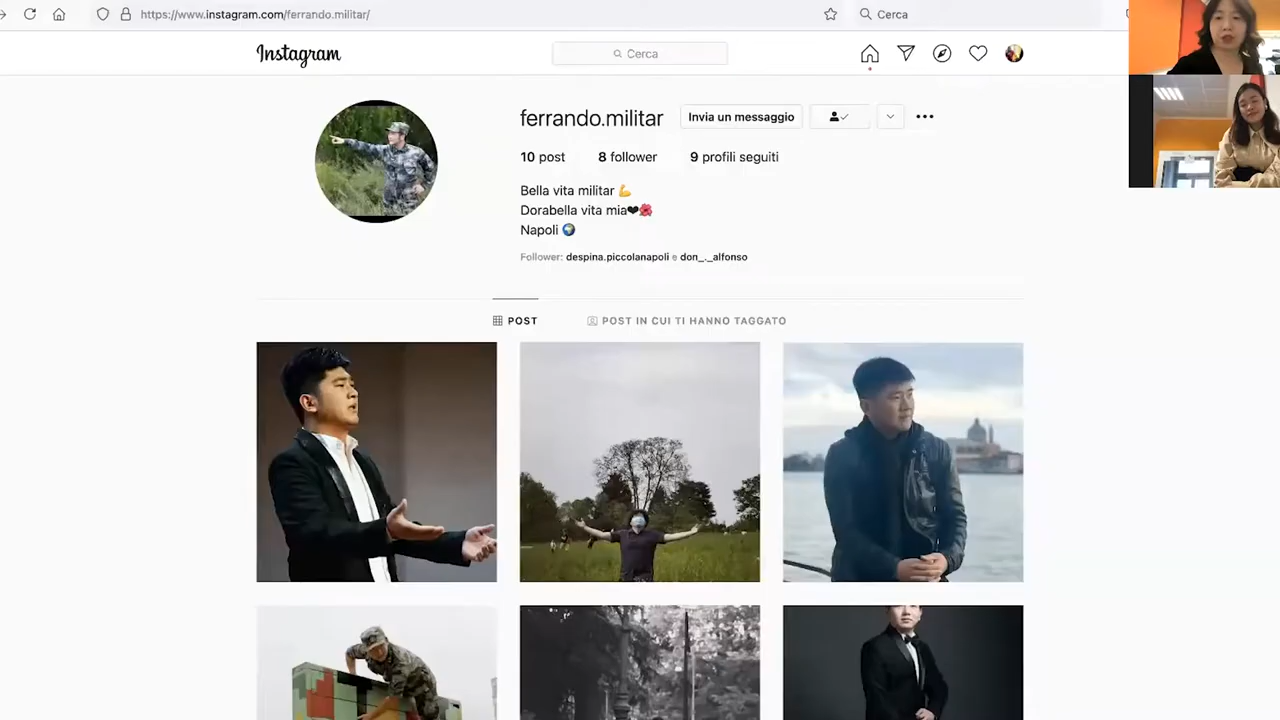 https://www.instagram.com/ferrando.militar/
Cerca
Instagram
Cerca
ferrando.militar
Invia un messaggio
10 post 8 follower 9 profili seguiti
Bella vita militar 💪
Dorabella vita mia❤🌺
Napoli 🌍
Follower: despina.piccolanapoli e don_._alfonso
POST
POST IN CUI TI HANNO TAGGATO